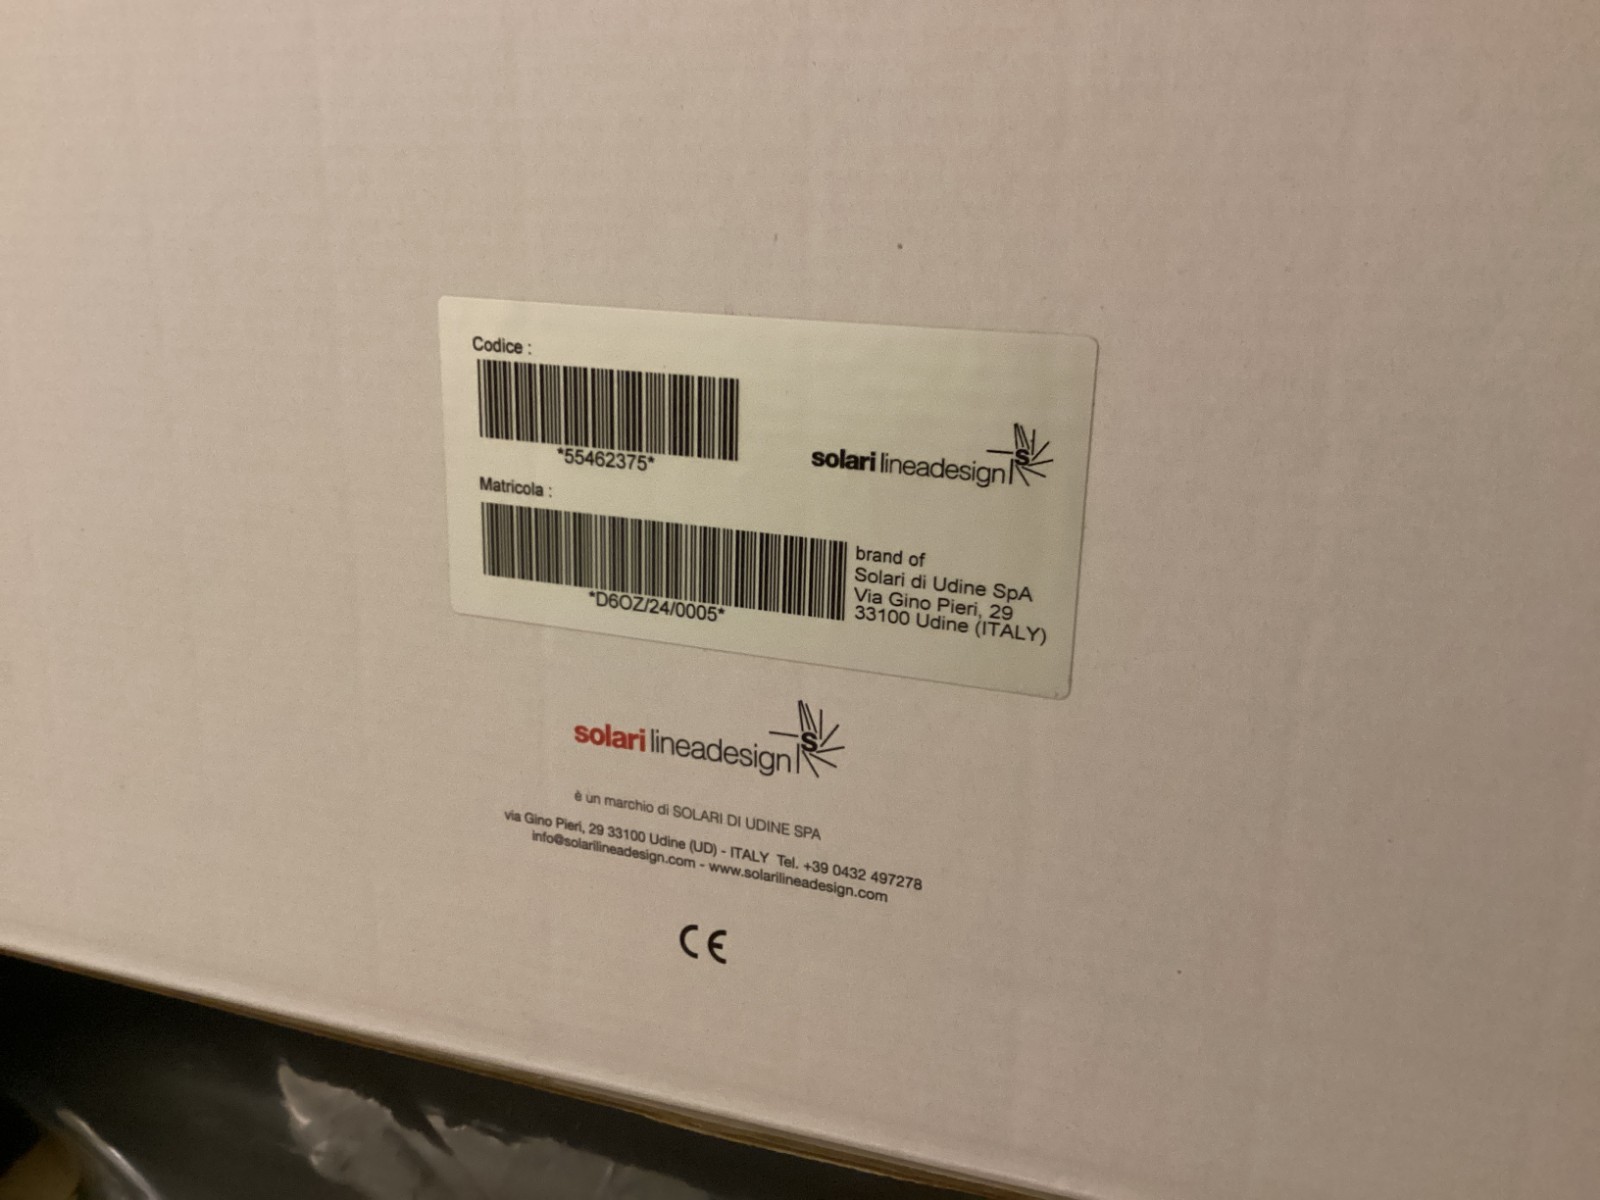 Codice :
*55462375*
solari lineadesign S
Matricola :
*D6OZ/24/0005*
brand of
Solari di Udine SpA
Via Gino Pieri, 29
33100 Udine (ITALY)
solari lineadesign S
è un marchio di SOLARI DI UDINE SPA
via Gino Pieri, 29 33100 Udine (UD) - ITALY Tel. +39 0432 497278
info@solarilineadesign.com - www.solarilineadesign.com
CE